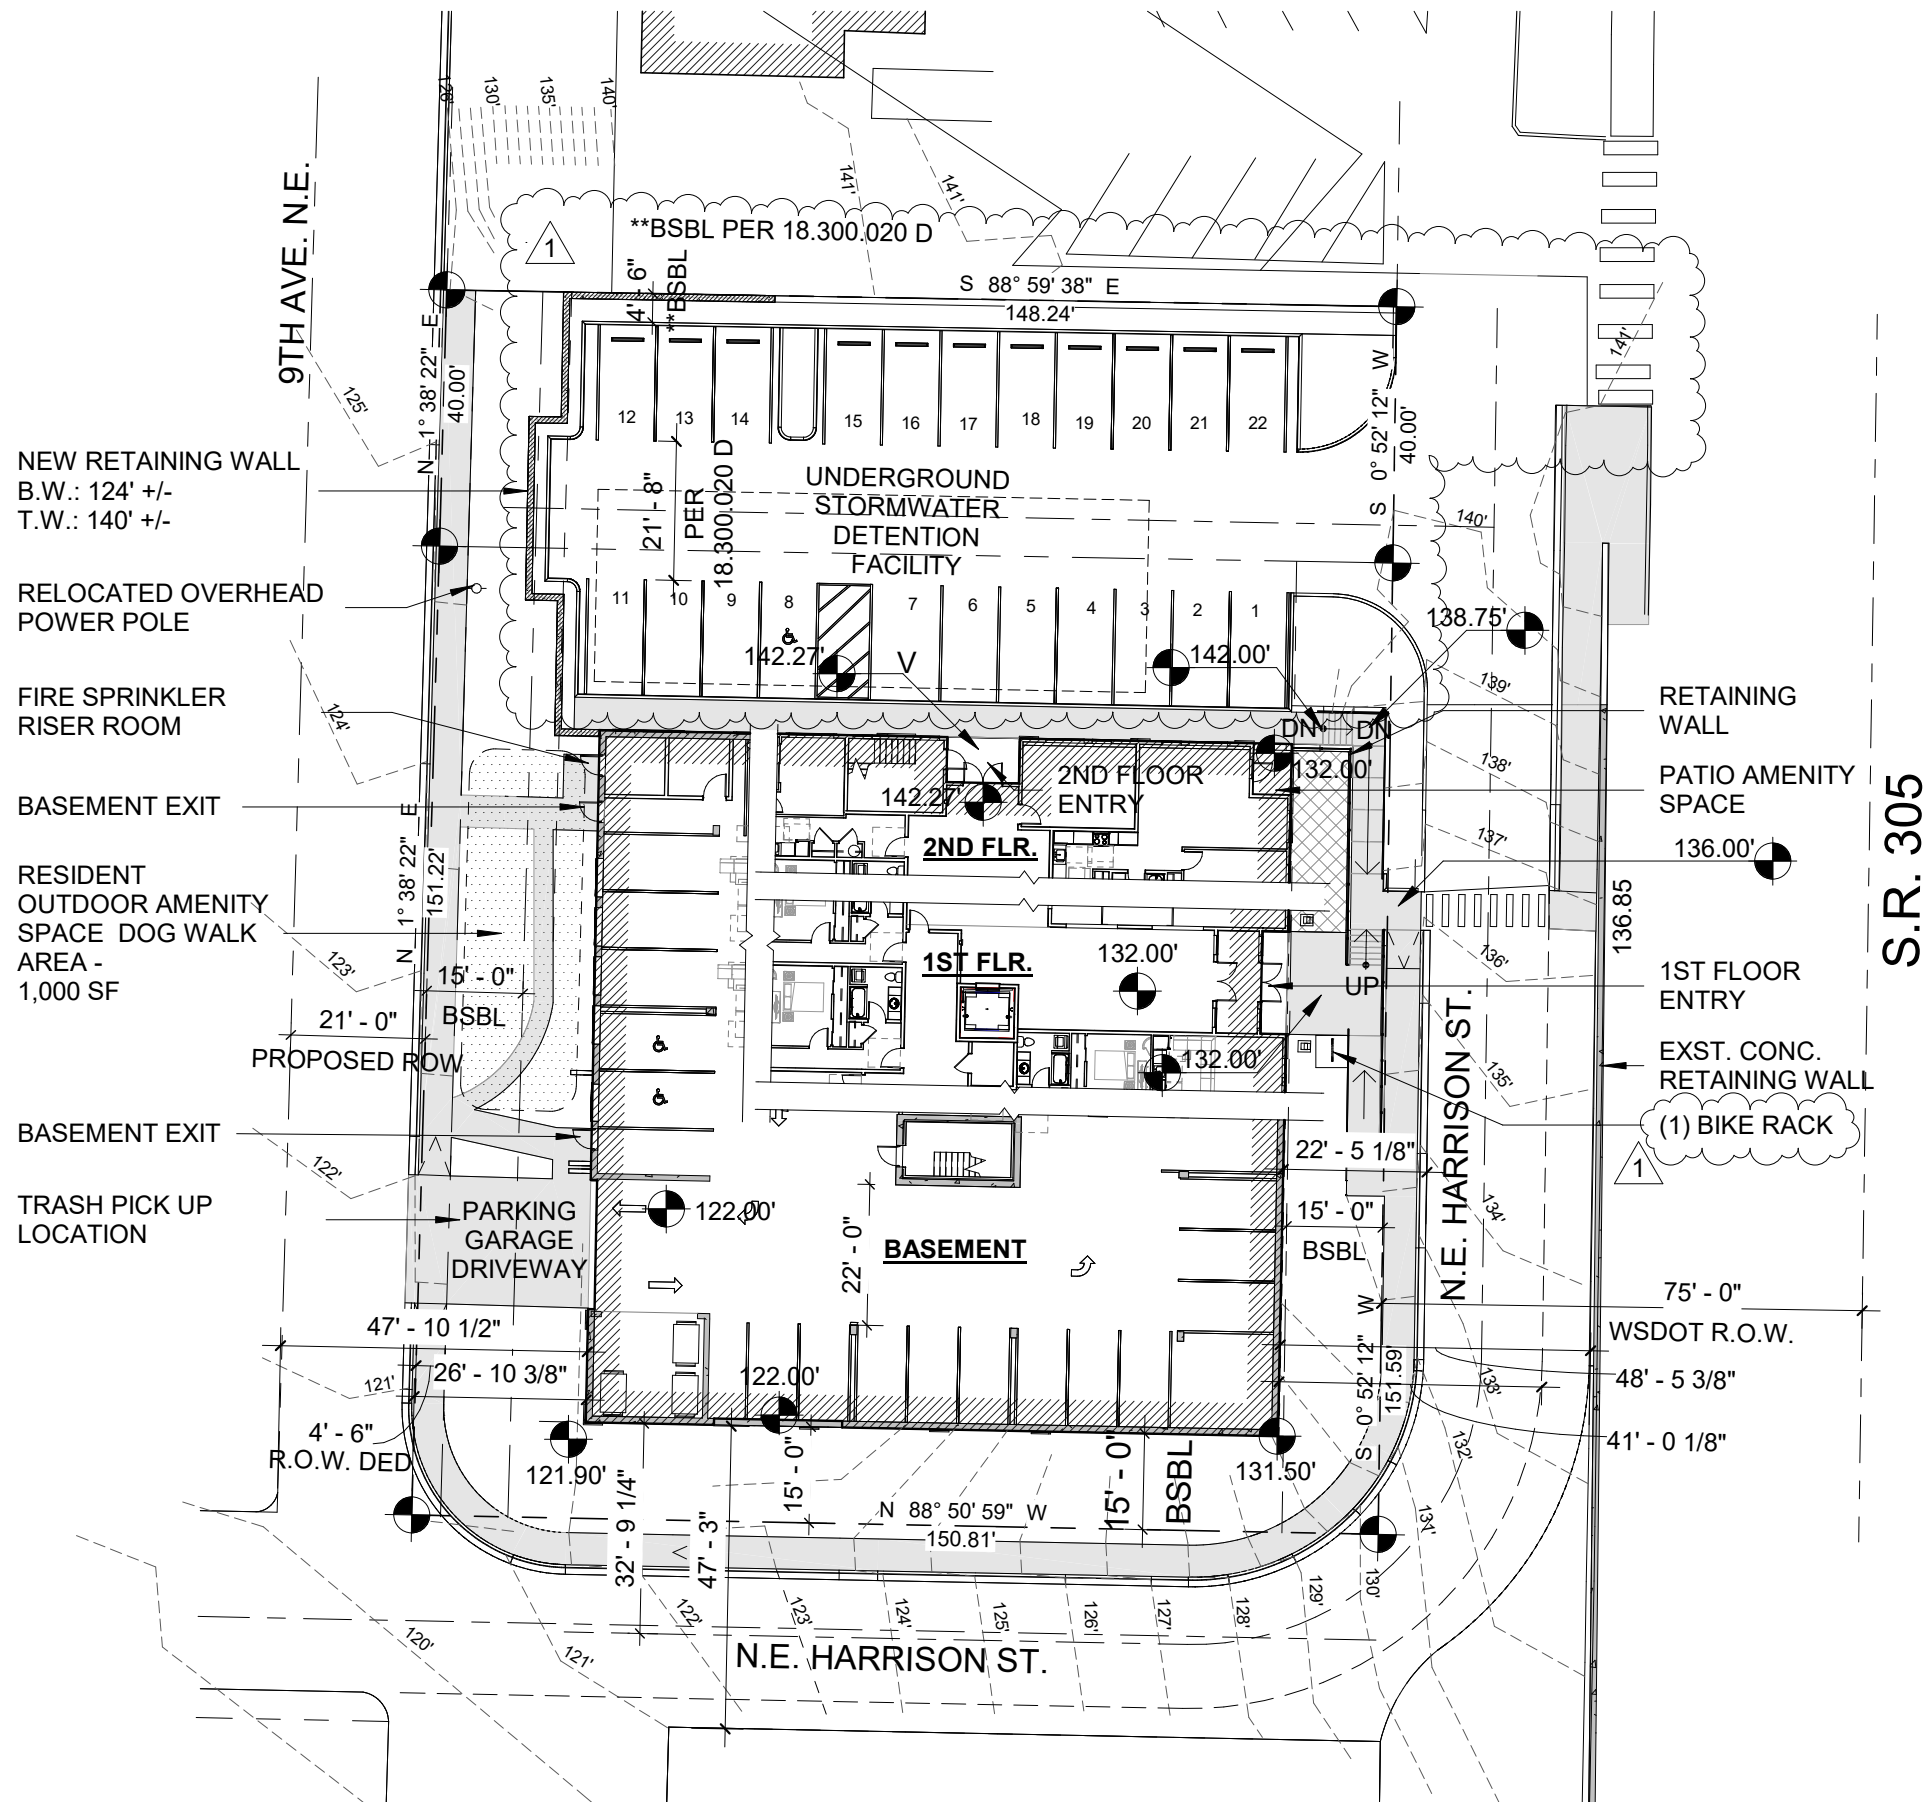 126'
130'
135'
140'
141'
141'
**BSBL PER 18.300.020 D
1
9TH AVE. N.E.
4' - 6"
**BSBL
S 88° 59' 38" E
148.24'
141'
125'
N 1° 38' 22" E
40.00'
S 0° 52' 12" W
40.00'
12
13
14
15
16
17
18
19
20
21
22
NEW RETAINING WALL
B.W.: 124' +/-
T.W.: 140' +/-
21' - 8"
PER
18.300.020 D
UNDERGROUND
STORMWATER
DETENTION
FACILITY
140'
RELOCATED OVERHEAD
POWER POLE
11
10
9
8
7
6
5
4
3
2
1
138.75'
142.27'
V
142.00'
139'
FIRE SPRINKLER
RISER ROOM
124'
RETAINING
WALL
DN
DN
132.00'
138'
2ND FLOOR
ENTRY
142.27'
PATIO AMENITY
SPACE
BASEMENT EXIT
2ND FLR.
137'
136.00'
S.R. 305
RESIDENT
OUTDOOR AMENITY
SPACE DOG WALK
AREA -
1,000 SF
N 1° 38' 22" E
151.22'
123'
136.85
136'
1ST FLR.
132.00'
1ST FLOOR
ENTRY
UP
15' - 0"
BSBL
21' - 0"
PROPOSED ROW
132.00'
N.E. HARRISON ST.
135'
EXST. CONC.
RETAINING WALL
(1) BIKE RACK
1
BASEMENT EXIT
122'
22' - 5 1/8"
134'
TRASH PICK UP
LOCATION
PARKING
GARAGE
DRIVEWAY
122.00'
22' - 0"
BASEMENT
15' - 0"
BSBL
75' - 0"
WSDOT R.O.W.
47' - 10 1/2"
26' - 10 3/8"
121'
122.00'
S 0° 52' 12" W
151.59'
133'
48' - 5 3/8"
4' - 6"
R.O.W. DED
132'
41' - 0 1/8"
121.90'
32' - 9 1/4"
47' - 3"
15' - 0"
15' - 0"
BSBL
131.50'
N 88° 50' 59" W
150.81'
131'
130'
129'
128'
127'
126'
125'
124'
123'
122'
121'
120'
N.E. HARRISON ST.